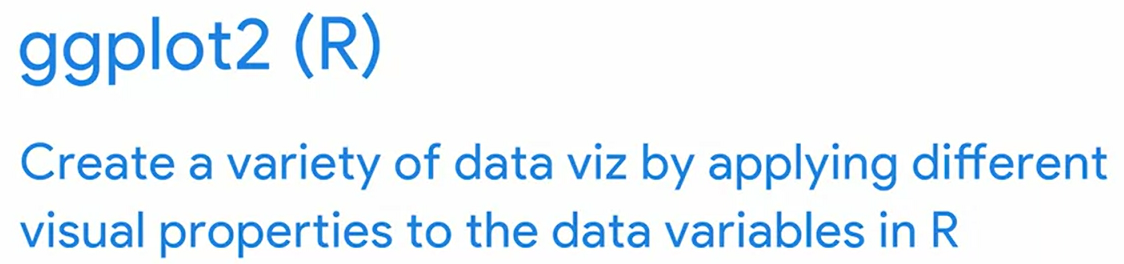 ggplot2 (R)
Create a variety of data viz by applying different
visual properties to the data variables in R